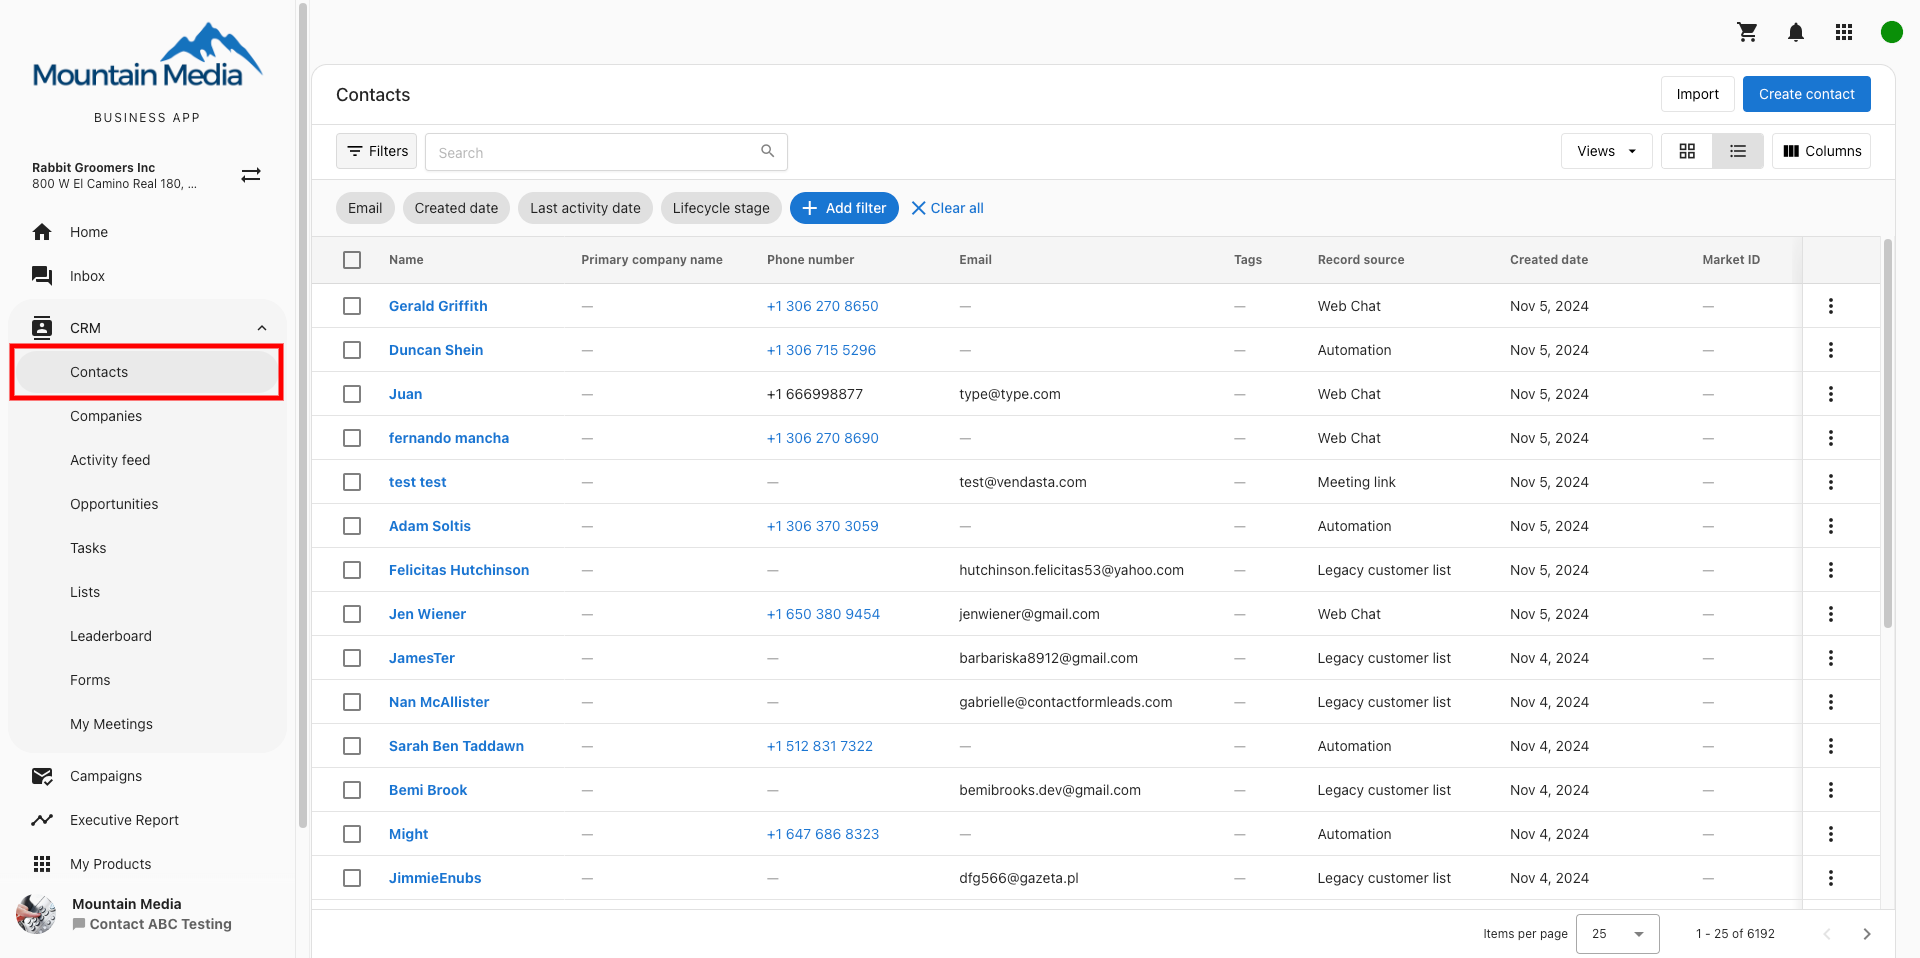 Mountain Media
BUSINESS APP
Rabbit Groomers Inc
800 W El Camino Real 180, ...
Home
Inbox
CRM
Contacts
Companies
Activity feed
Opportunities
Tasks
Lists
Leaderboard
Forms
My Meetings
Campaigns
Executive Report
My Products
Mountain Media
Contact ABC Testing
Contacts
Import
Create contact
Filters
Search
Views
Columns
Email
Created date
Last activity date
Lifecycle stage
Add filter
Clear all
Name Primary company name Phone number Email Tags Record source Created date Market ID
Gerald Griffith — +1 306 270 8650 — — Web Chat Nov 5, 2024 —
Duncan Shein — +1 306 715 5296 — — Automation Nov 5, 2024 —
Juan — +1 666998877 type@type.com — Web Chat Nov 5, 2024 —
fernando mancha — +1 306 270 8690 — — Web Chat Nov 5, 2024 —
test test — — test@vendasta.com — Meeting link Nov 5, 2024 —
Adam Soltis — +1 306 370 3059 — — Automation Nov 5, 2024 —
Felicitas Hutchinson — — hutchinson.felicitas53@yahoo.com — Legacy customer list Nov 5, 2024 —
Jen Wiener — +1 650 380 9454 jenwiener@gmail.com — Web Chat Nov 5, 2024 —
JamesTer — — barbariska8912@gmail.com — Legacy customer list Nov 4, 2024 —
Nan McAllister — — gabrielle@contactformleads.com — Legacy customer list Nov 4, 2024 —
Sarah Ben Taddawn — +1 512 831 7322 — — Automation Nov 4, 2024 —
Bemi Brook — — bemibrooks.dev@gmail.com — Legacy customer list Nov 4, 2024 —
Might — +1 647 686 8323 — — Automation Nov 4, 2024 —
JimmieEnubs — — dfg566@gazeta.pl — Legacy customer list Nov 4, 2024 —
Items per page 25 1 - 25 of 6192